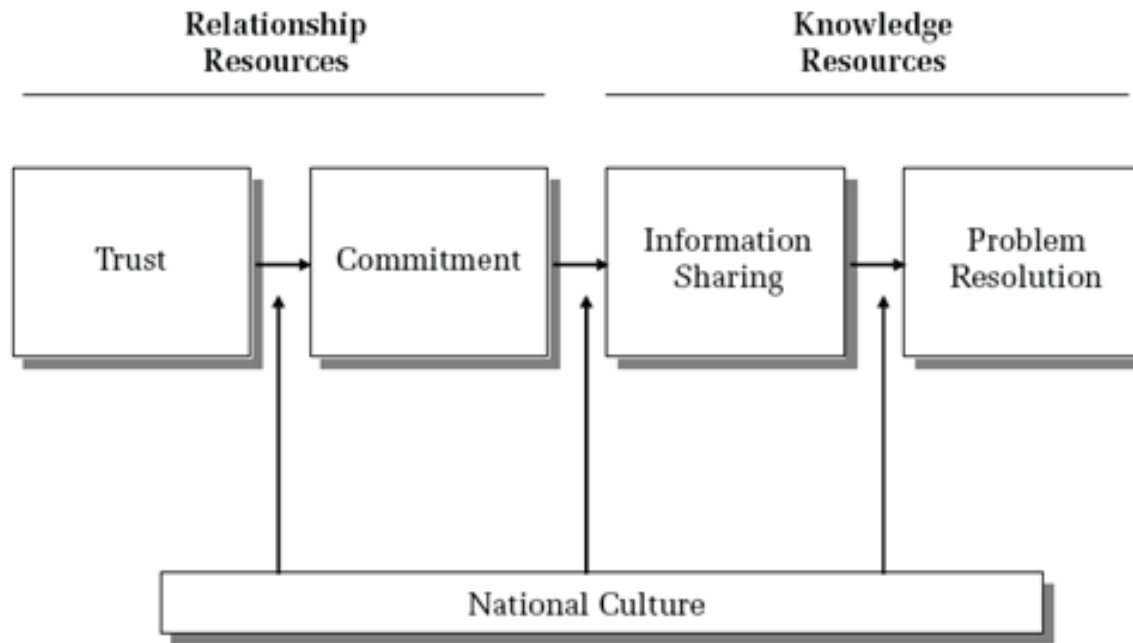 Relationship
Resources
Knowledge
Resources
Trust
Commitment
Information
Sharing
Problem
Resolution
National Culture